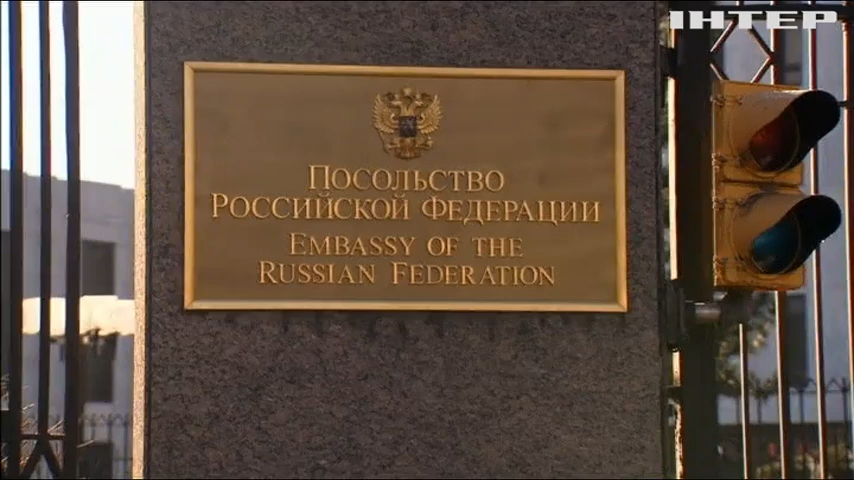 ІНТЕР
Посольство
Российской Федерации
Embassy of the
Russian Federation